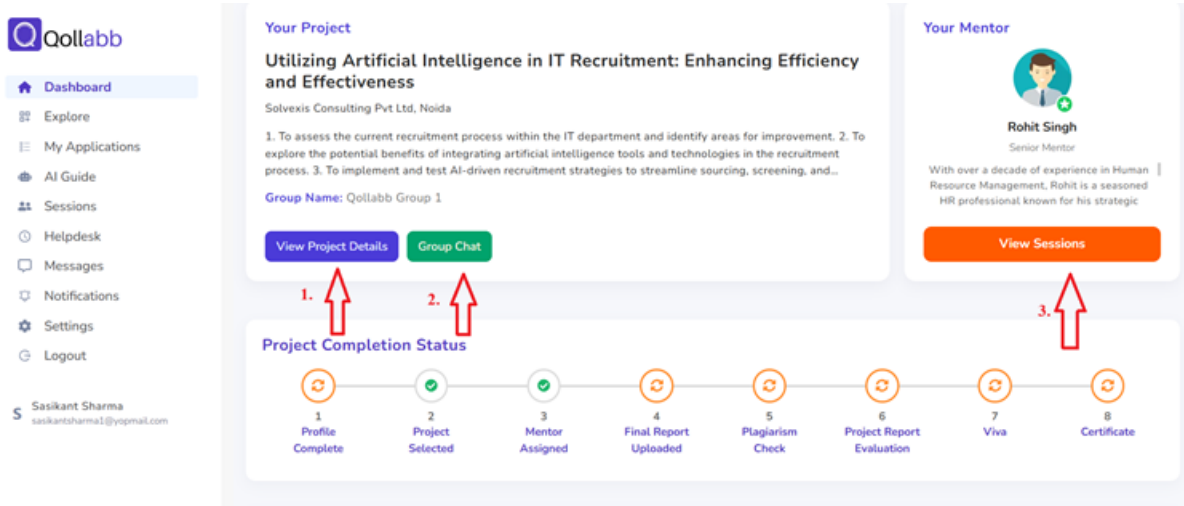 Qollabb
Dashboard
Explore
My Applications
AI Guide
Sessions
Helpdesk
Messages
Notifications
Settings
Logout
S
Sasikant Sharma
sasikantsharma1@yopmail.com
Your Project
Utilizing Artificial Intelligence in IT Recruitment: Enhancing Efficiency
and Effectiveness
Solvexis Consulting Pvt Ltd, Noida
1. To assess the current recruitment process within the IT department and identify areas for improvement. 2. To
explore the potential benefits of integrating artificial intelligence tools and technologies in the recruitment
process. 3. To implement and test AI-driven recruitment strategies to streamline sourcing, screening, and...
Group Name: Qollabb Group 1
View Project Details
Group Chat
1.
2.
Your Mentor
Rohit Singh
Senior Mentor
With over a decade of experience in Human
Resource Management, Rohit is a seasoned
HR professional known for his strategic
View Sessions
3.
Project Completion Status
1
Profile
Complete
2
Project
Selected
3
Mentor
Assigned
4
Final Report
Uploaded
5
Plagiarism
Check
6
Project Report
Evaluation
7
Viva
8
Certificate